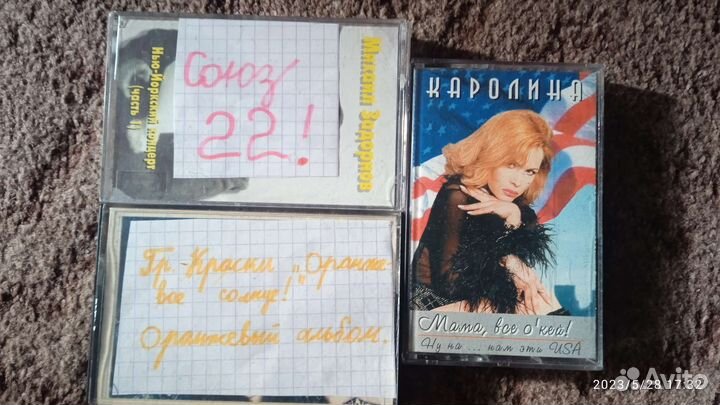 Союз
22!
Михаил Задорнов
Нью-Йоркский концерт
(часть 1)
Гр. Краски „Оранже-
вое солнце!"
Оранжевый альбом.
КАРОЛИНА
Мама, все о'кей!
Ну на ... нам эти USA
Avito
2023/5/28 17:32